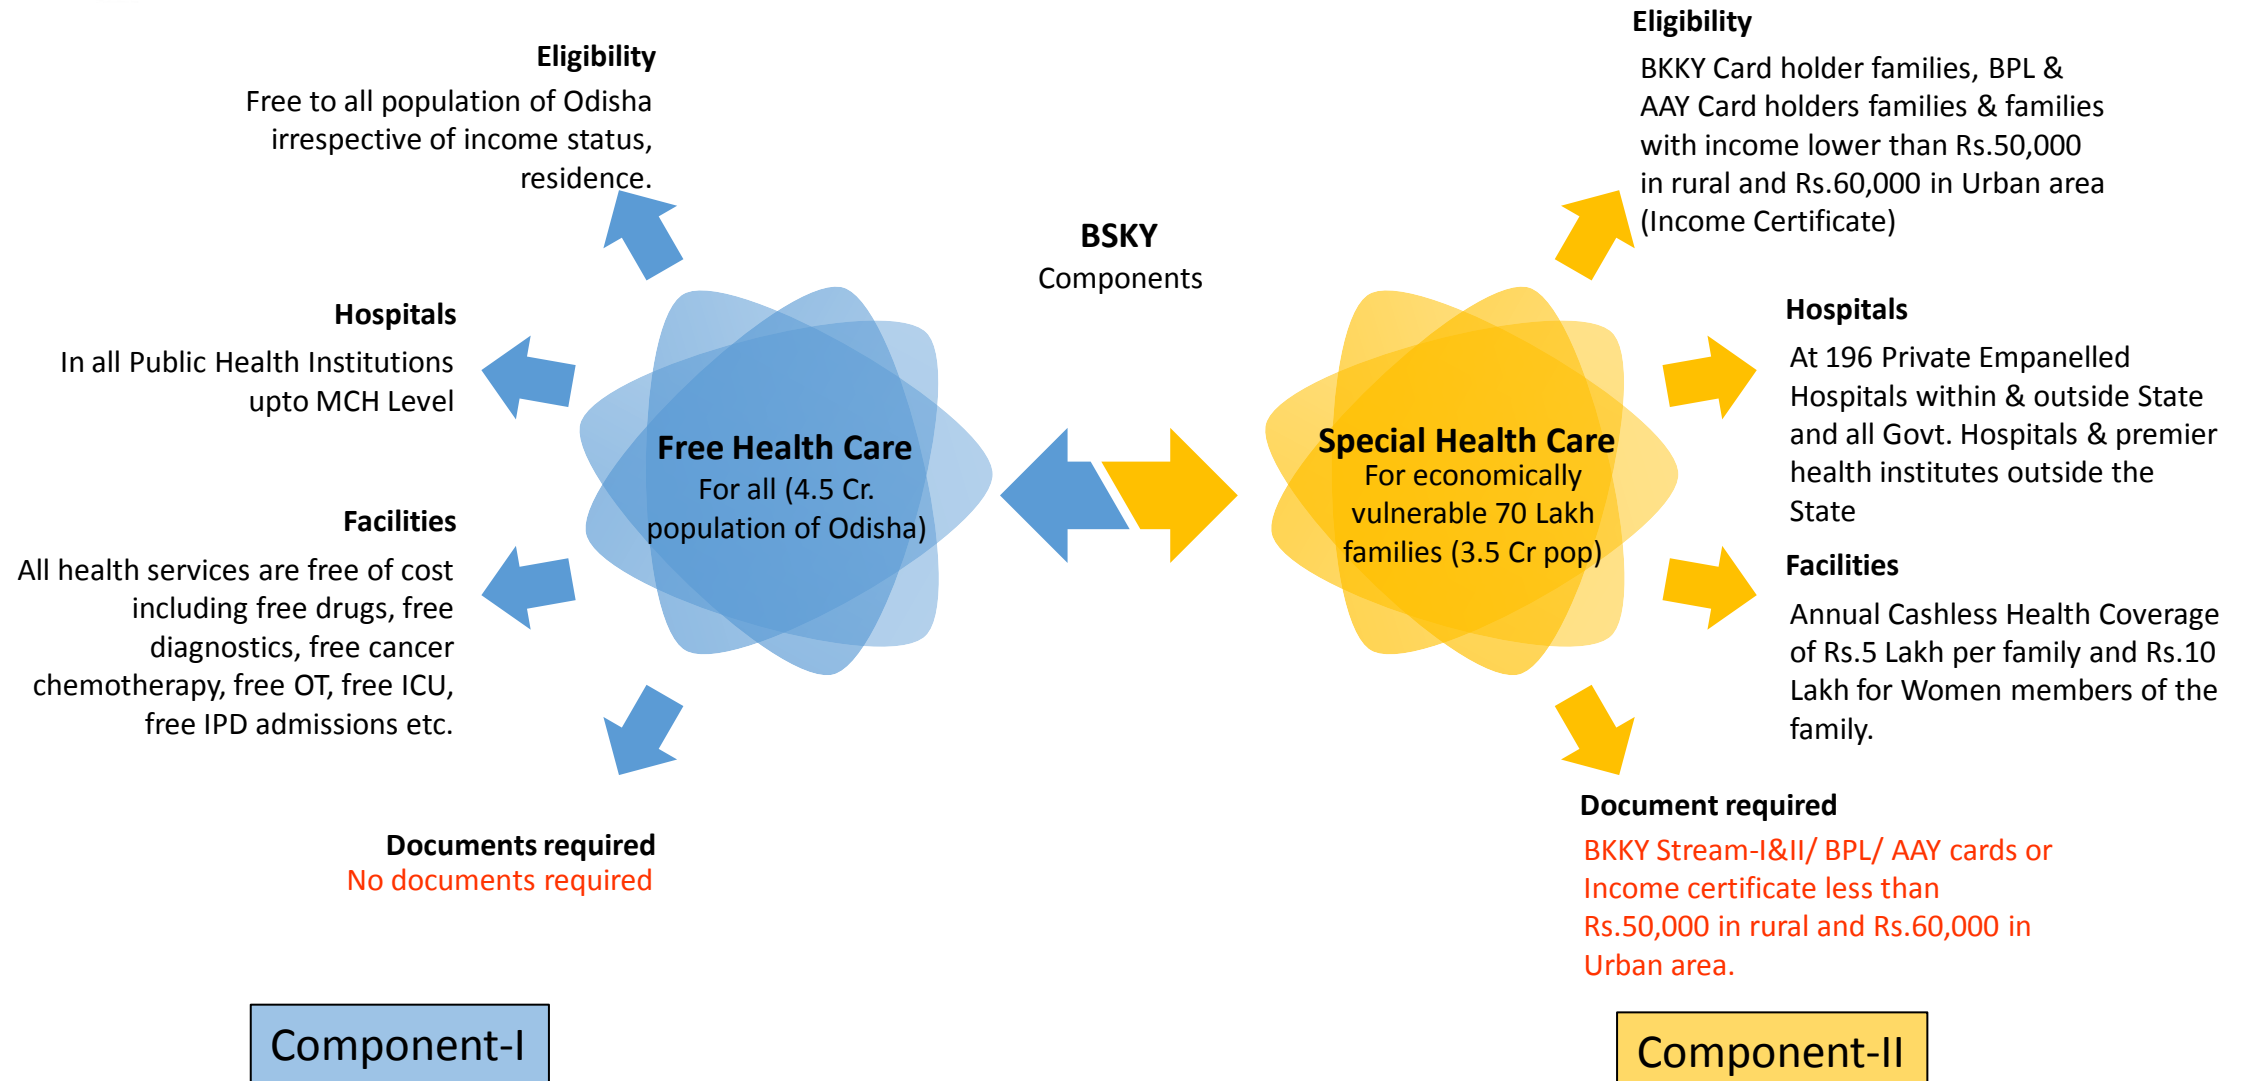 BSKY
Components
Eligibility
Free to all population of Odisha
irrespective of income status,
residence.
Hospitals
In all Public Health Institutions
upto MCH Level
Facilities
All health services are free of cost
including free drugs, free
diagnostics, free cancer
chemotherapy, free OT, free ICU,
free IPD admissions etc.
Documents required
No documents required
Free Health Care
For all (4.5 Cr.
population of Odisha)
Component-I
Special Health Care
For economically
vulnerable 70 Lakh
families (3.5 Cr pop)
Eligibility
BKKY Card holder families, BPL &
AAY Card holders families & families
with income lower than Rs.50,000
in rural and Rs.60,000 in Urban area
(Income Certificate)
Hospitals
At 196 Private Empanelled
Hospitals within & outside State
and all Govt. Hospitals & premier
health institutes outside the
State
Facilities
Annual Cashless Health Coverage
of Rs.5 Lakh per family and Rs.10
Lakh for Women members of the
family.
Document required
BKKY Stream-I&II/ BPL/ AAY cards or
Income certificate less than
Rs.50,000 in rural and Rs.60,000 in
Urban area.
Component-II